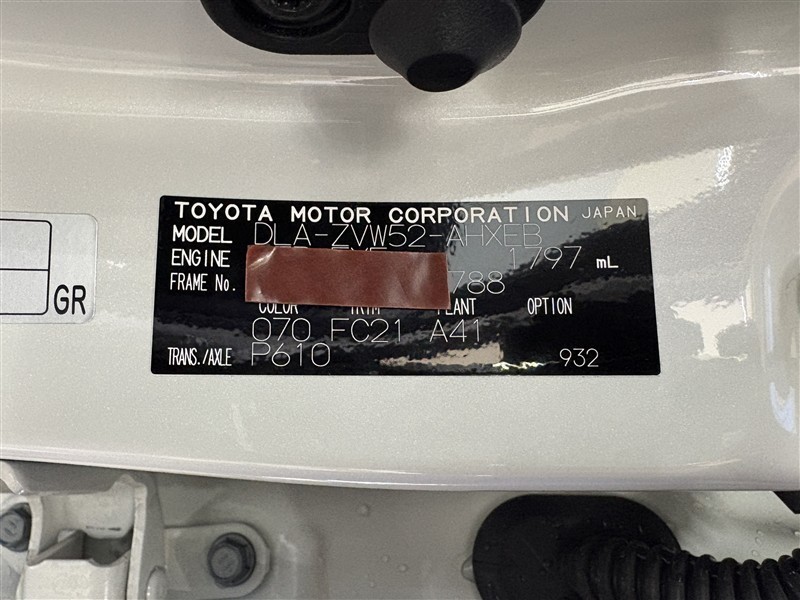 TOYOTA MOTOR CORPORATION JAPAN
MODEL DLA-ZVW52-AHXEB
ENGINE 1797 mL
FRAME No. 788
COLOR TRIM PLANT OPTION
070 FC21 A41
TRANS./AXLE P610 932
GR